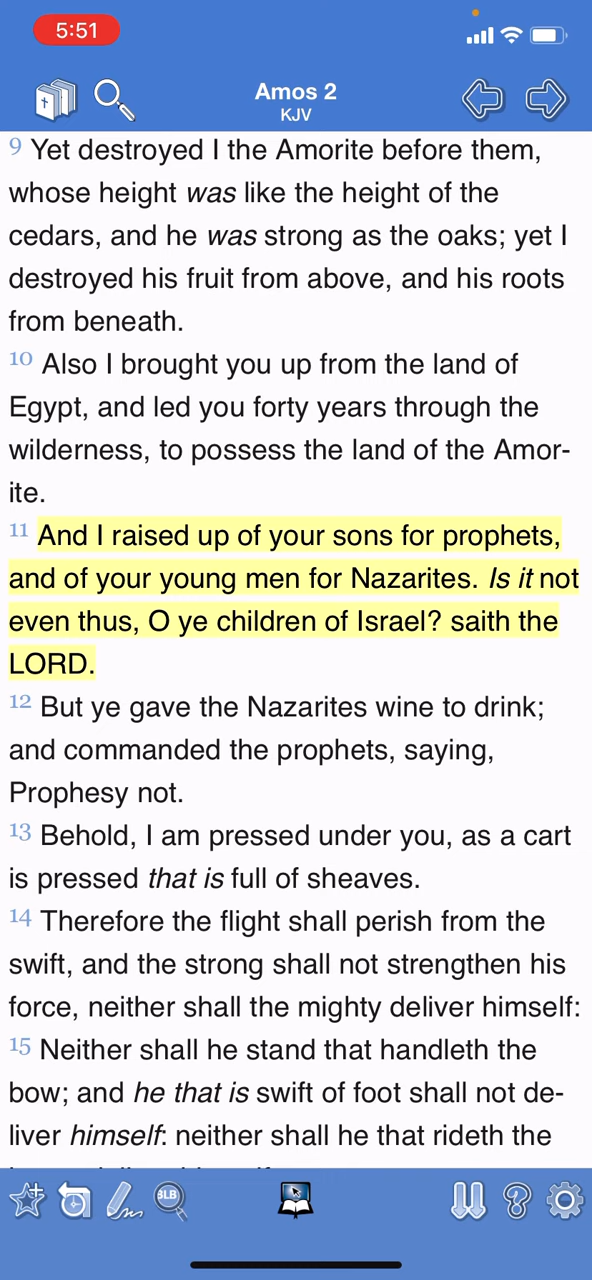 5:51
Amos 2
KJV
9 Yet destroyed I the Amorite before them,
whose height was like the height of the
cedars, and he was strong as the oaks; yet I
destroyed his fruit from above, and his roots
from beneath.
10 Also I brought you up from the land of
Egypt, and led you forty years through the
wilderness, to possess the land of the Amor-
ite.
11 And I raised up of your sons for prophets,
and of your young men for Nazarites. Is it not
even thus, O ye children of Israel? saith the
LORD.
12 But ye gave the Nazarites wine to drink;
and commanded the prophets, saying,
Prophesy not.
13 Behold, I am pressed under you, as a cart
is pressed that is full of sheaves.
14 Therefore the flight shall perish from the
swift, and the strong shall not strengthen his
force, neither shall the mighty deliver himself:
15 Neither shall he stand that handleth the
bow; and he that is swift of foot shall not de-
liver himself: neither shall he that rideth the
BLB